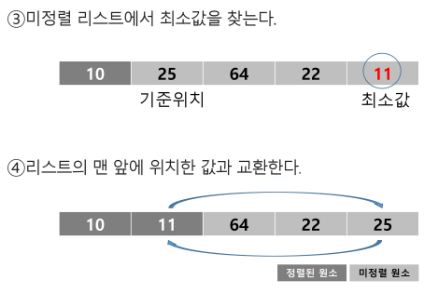 ③미정렬 리스트에서 최소값을 찾는다.
10 25 64 22 11
기준위치 최소값
④리스트의 맨 앞에 위치한 값과 교환한다.
10 11 64 22 25
정렬된 원소 미정렬 원소